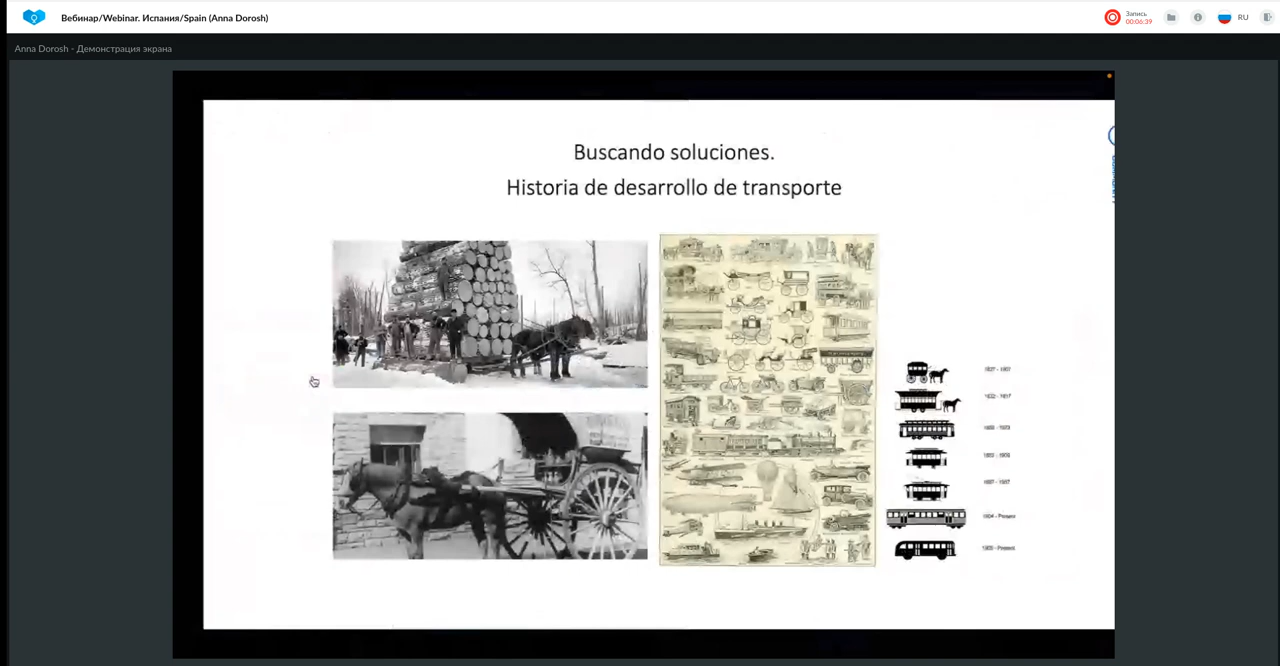 Вебинар/Webinar. Испания/Spain (Anna Dorosh)
Запись
00:06:39
RU
Anna Dorosh - Демонстрация экрана
Buscando soluciones.
Historia de desarrollo de transporte